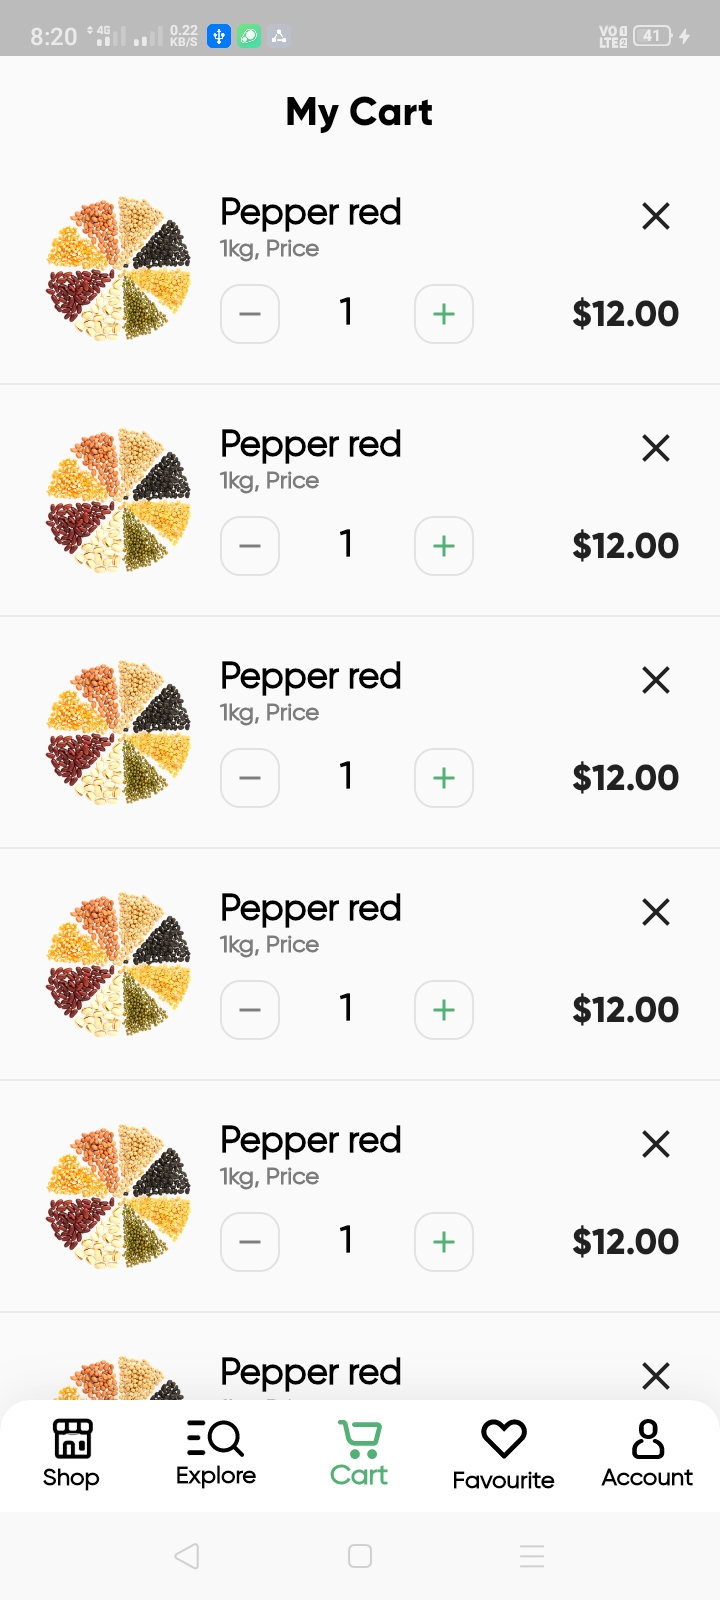 8:20 4G 0.22 KB/S VO LTE 41
My Cart
Pepper red
1kg, Price
1
$12.00
Pepper red
1kg, Price
1
$12.00
Pepper red
1kg, Price
1
$12.00
Pepper red
1kg, Price
1
$12.00
Pepper red
1kg, Price
1
$12.00
Pepper red
Shop Explore Cart Favourite Account